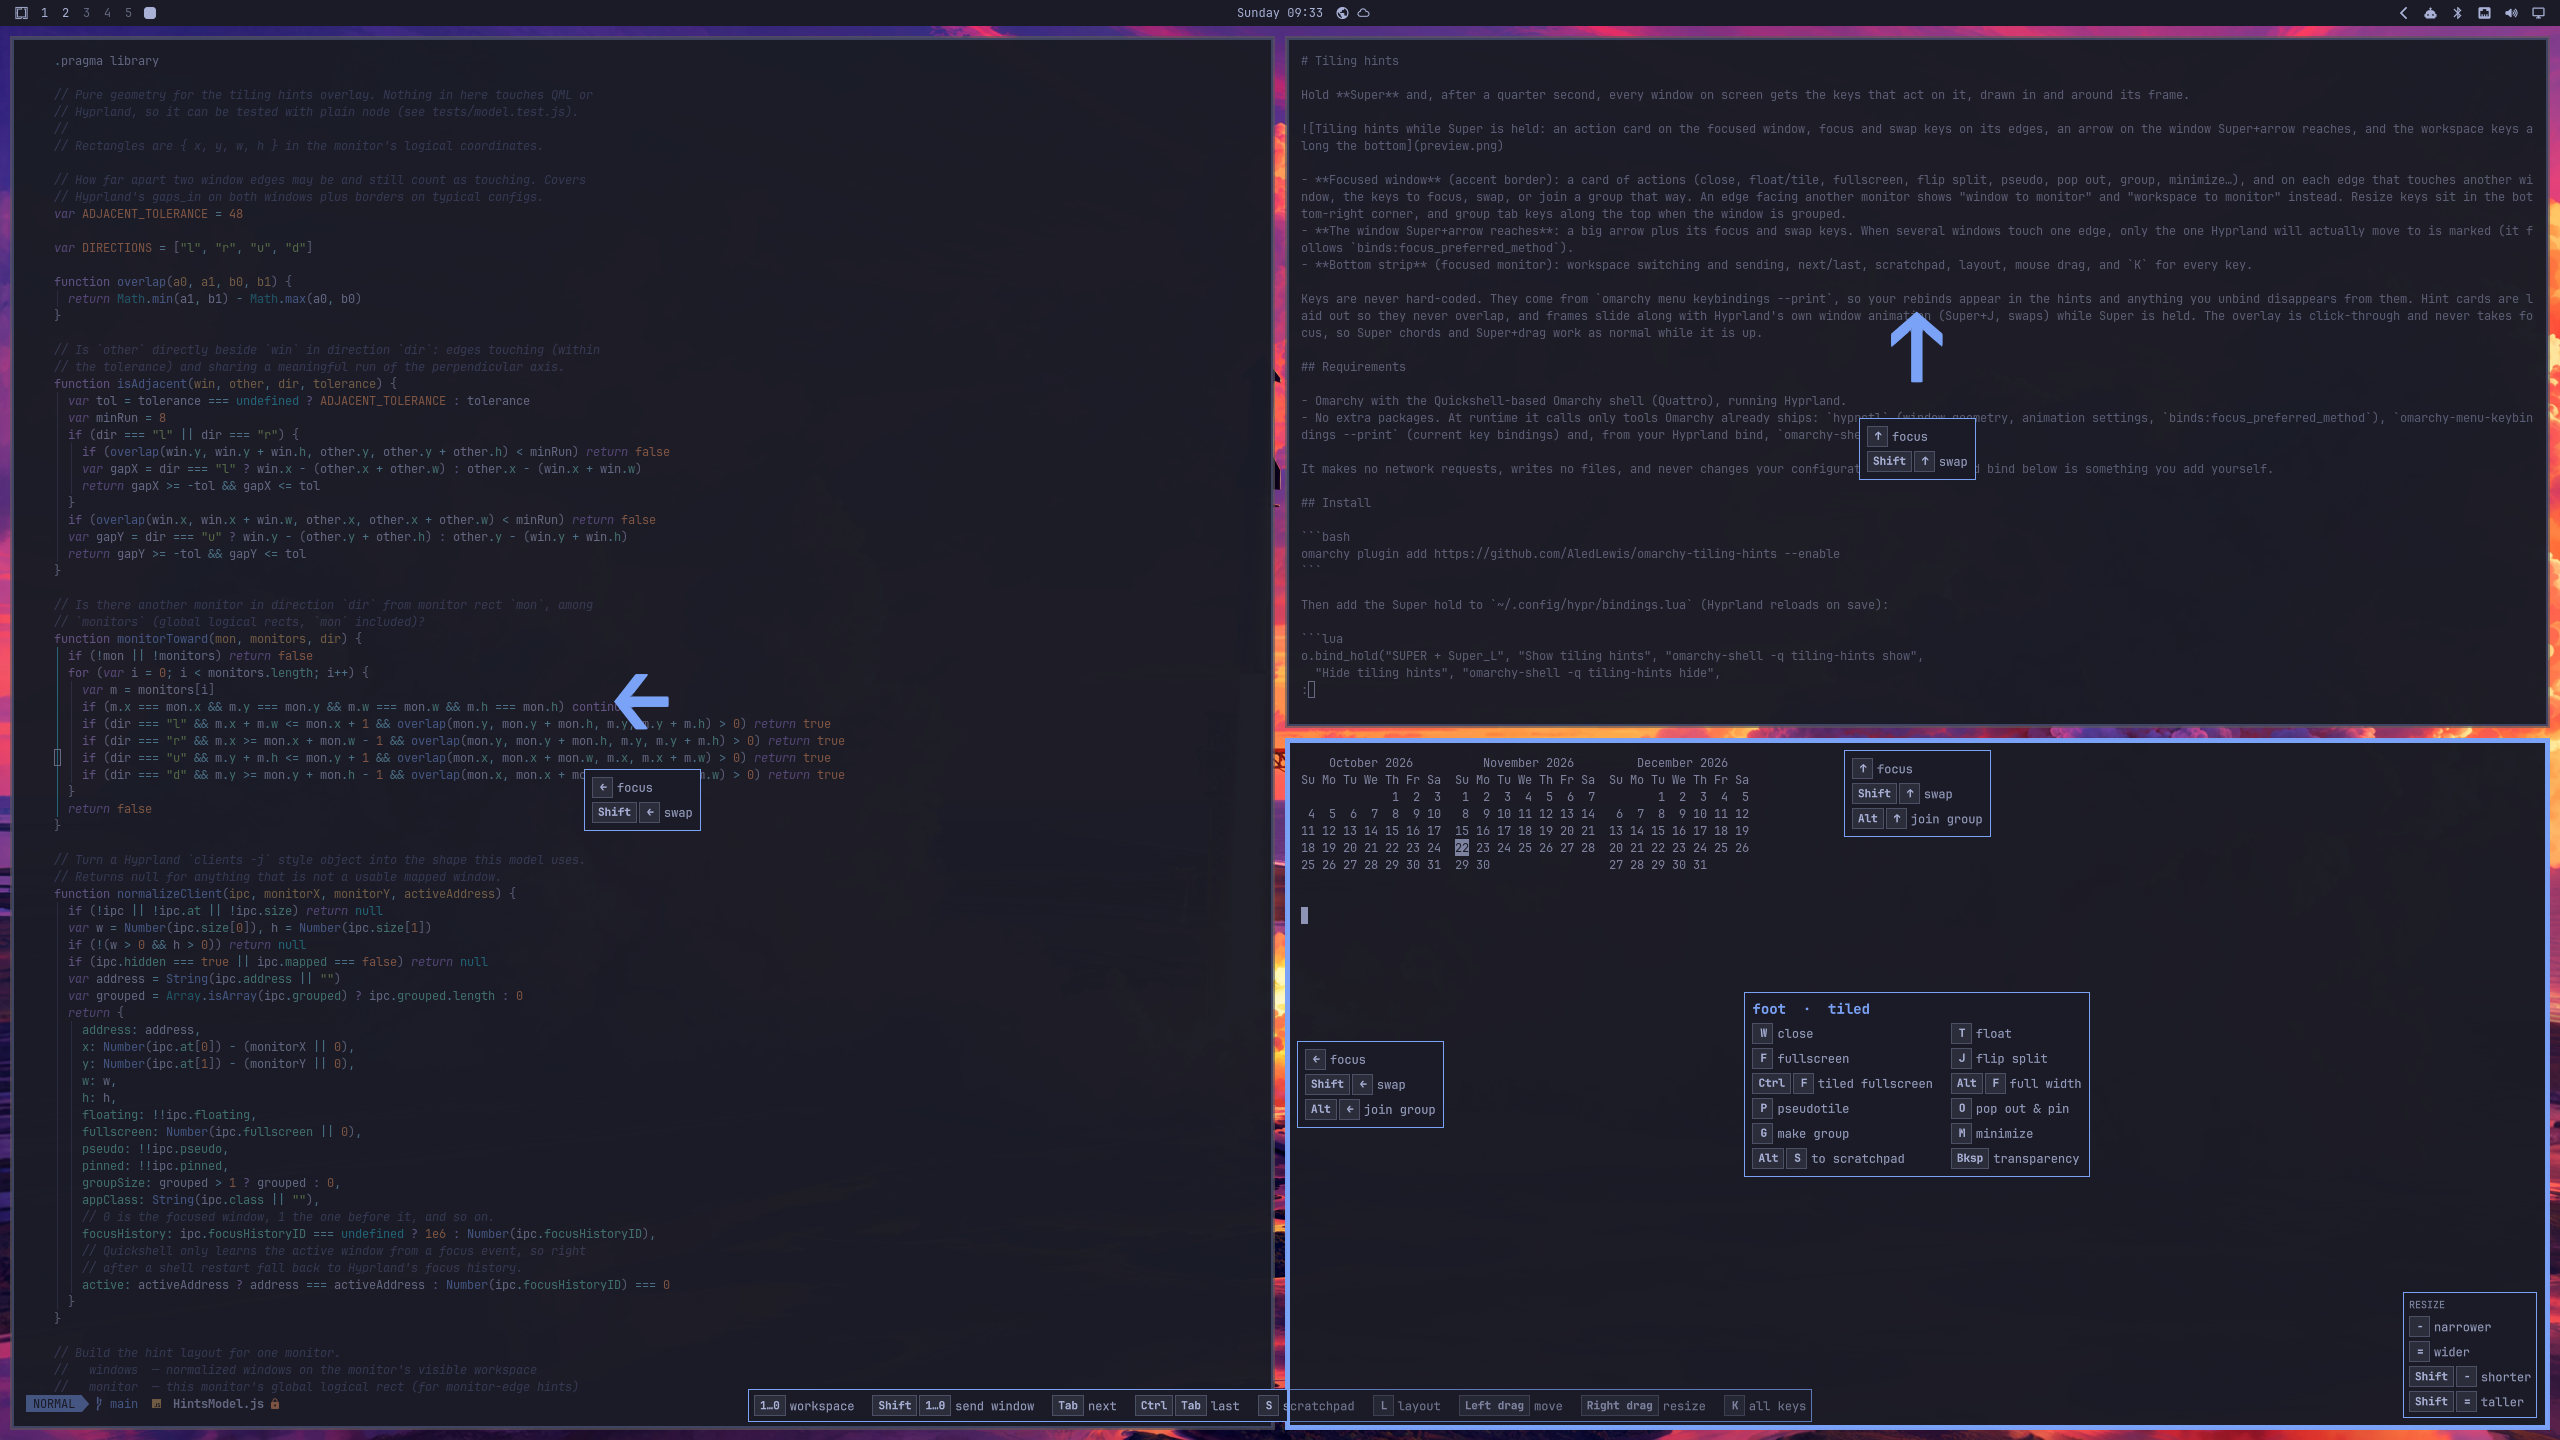 1 2 3 4 5
Sunday 09:33
.pragma library
// Pure geometry for the tiling hints overlay. Nothing in here touches QML or
// Hyprland, so it can be tested with plain node (see tests/model.test.js).
//
// Rectangles are { x, y, w, h } in the monitor's logical coordinates.
// How far apart two window edges may be and still count as touching. Covers
// Hyprland's gaps_in on both windows plus borders on typical configs.
var ADJACENT_TOLERANCE = 48
var DIRECTIONS = ["l", "r", "u", "d"]
function overlap(a0, a1, b0, b1) {
return Math.min(a1, b1) - Math.max(a0, b0)
}
// Is `other` directly beside `win` in direction `dir`: edges touching (within
// the tolerance) and sharing a meaningful run of the perpendicular axis.
function isAdjacent(win, other, dir, tolerance) {
var tol = tolerance === undefined ? ADJACENT_TOLERANCE : tolerance
var minRun = 8
if (dir === "l" || dir === "r") {
if (overlap(win.y, win.y + win.h, other.y, other.y + other.h) < minRun) return false
var gapX = dir === "l" ? win.x - (other.x + other.w) : other.x - (win.x + win.w)
return gapX >= -tol && gapX <= tol
}
if (overlap(win.x, win.x + win.w, other.x, other.x + other.w) < minRun) return false
var gapY = dir === "u" ? win.y - (other.y + other.h) : other.y - (win.y + win.h)
return gapY >= -tol && gapY <= tol
}
// Is there another monitor in direction `dir` from monitor rect `mon`, among
// `monitors` (global logical rects, `mon` included)?
function monitorToward(mon, monitors, dir) {
if (!mon || !monitors) return false
for (var i = 0; i < monitors.length; i++) {
var m = monitors[i]
if (m.x === mon.x && m.y === mon.y && m.w === mon.w && m.h === mon.h)
if (dir === "l" && m.x + m.w <= mon.x + 1 && overlap(mon.y, mon.y + mon.h, m.y, m.y + m.h) > 0) return true
if (dir === "r" && m.x >= mon.x + mon.w - 1 && overlap(mon.y, mon.y + mon.h, m.y, m.y + m.h) > 0) return true
if (dir === "u" && m.y + m.h <= mon.y + 1 && overlap(mon.x, mon.x + mon.w, m.x, m.x + m.w) > 0) return true
if (dir === "d" && m.y >= mon.y + mon.h - 1 && overlap(mon.x, mon.x + > 0) return true
}
return false
}
← focus
Shift ← swap
// Turn a Hyprland `clients -j` style object into the shape this model uses.
// Returns null for anything that is not a usable mapped window.
function normalizeClient(ipc, monitorX, monitorY, activeAddress) {
if (!ipc || !ipc.at || !ipc.size) return null
var w = Number(ipc.size[0]), h = Number(ipc.size[1])
if (!(w > 0 && h > 0)) return null
if (ipc.hidden === true || ipc.mapped === false) return null
var address = String(ipc.address || "")
var grouped = Array.isArray(ipc.grouped) ? ipc.grouped.length : 0
return {
address: address,
x: Number(ipc.at[0]) - (monitorX || 0),
y: Number(ipc.at[1]) - (monitorY || 0),
w: w,
h: h,
floating: !!ipc.floating,
fullscreen: Number(ipc.fullscreen || 0),
pseudo: !!ipc.pseudo,
pinned: !!ipc.pinned,
groupSize: grouped > 1 ? grouped : 0,
appClass: String(ipc.class || ""),
// 0 is the focused window, 1 the one before it, and so on.
focusHistory: ipc.focusHistoryID === undefined ? 1e6 : Number(ipc.focusHistoryID),
// Quickshell only learns the active window from a focus event, so right
// after a shell restart fall back to Hyprland's focus history.
active: activeAddress ? address === activeAddress : Number(ipc.focusHistoryID) === 0
}
}
// Build the hint layout for one monitor.
// windows — normalized windows on the monitor's visible workspace
// monitor — this monitor's global logical rect (for monitor-edge hints)
NORMAL main HintsModel.js
# Tiling hints
Hold **Super** and, after a quarter second, every window on screen gets the keys that act on it, drawn in and around its frame.
![Tiling hints while Super is held: an action card on the focused window, focus and swap keys on its edges, an arrow on the window Super+arrow reaches, and the workspace keys a
long the bottom](preview.png)
- **Focused window** (accent border): a card of actions (close, float/tile, fullscreen, flip split, pseudo, pop out, group, minimize…), and on each edge that touches another wi
ndow, the keys to focus, swap, or join a group that way. An edge facing another monitor shows "window to monitor" and "workspace to monitor" instead. Resize keys sit in the bot
tom-right corner, and group tab keys along the top when the window is grouped.
- **The window Super+arrow reaches**: a big arrow plus its focus and swap keys. When several windows touch one edge, only the one Hyprland will actually move to is marked (it f
ollows `binds:focus_preferred_method`).
- **Bottom strip** (focused monitor): workspace switching and sending, next/last, scratchpad, layout, mouse drag, and `K` for every key.
Keys are never hard-coded. They come from `omarchy menu keybindings --print`, so your rebinds appear in the hints and anything you unbind disappears from them. Hint cards are l
aid out so they never overlap, and frames slide along with Hyprland's own window animation (Super+J, swaps) while Super is held. The overlay is click-through and never takes fo
cus, so Super chords and Super+drag work as normal while it is up.
## Requirements
- Omarchy with the Quickshell-based Omarchy shell (Quattro), running Hyprland.
- No extra packages. At runtime it calls only tools Omarchy already ships: `hyprctl` (window geometry, animation settings, `binds:focus_preferred_method`), `omarchy-menu-keybin
dings --print` (current key bindings) and, from your Hyprland bind,
It makes no network requests, writes no files, and never changes your bind below is something you add yourself.
↑ focus
Shift ↑ swap
## Install
```bash
omarchy plugin add https://github.com/AledLewis/omarchy-tiling-hints --enable
```
Then add the Super hold to `~/.config/hypr/bindings.lua` (Hyprland reloads on save):
```lua
o.bind_hold("SUPER + Super_L", "Show tiling hints", "omarchy-shell -q tiling-hints show",
"Hide tiling hints", "omarchy-shell -q tiling-hints hide",
:
October 2026 November 2026 December 2026
Su Mo Tu We Th Fr Sa Su Mo Tu We Th Fr Sa Su Mo Tu We Th Fr Sa
1 2 3 1 2 3 4 5 6 7 1 2 3 4 5
4 5 6 7 8 9 10 8 9 10 11 12 13 14 6 7 8 9 10 11 12
11 12 13 14 15 16 17 15 16 17 18 19 20 21 13 14 15 16 17 18 19
18 19 20 21 22 23 24 22 23 24 25 26 27 28 20 21 22 23 24 25 26
25 26 27 28 29 30 31 29 30 27 28 29 30 31
↑ focus
Shift ↑ swap
Alt ↑ join group
← focus
Shift ← swap
Alt ← join group
foot · tiled
W close T float
F fullscreen J flip split
Ctrl F tiled fullscreen Alt F full width
P pseudotile O pop out & pin
G make group M minimize
Alt S to scratchpad Bksp transparency
RESIZE
- narrower
= wider
Shift - shorter
Shift = taller
1…0 workspace Shift 1…0 send window Tab next Ctrl Tab last S scratchpad L layout Left drag move Right drag resize K all keys